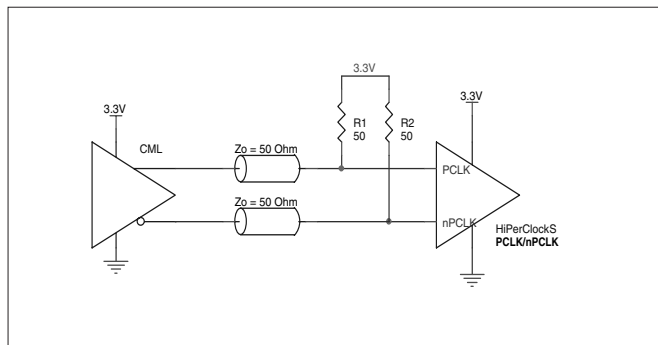 3.3V
3.3V
3.3V
R1
50
R2
50
CML
Zo = 50 Ohm
PCLK
Zo = 50 Ohm
nPCLK
HiPerClockS
PCLK/nPCLK